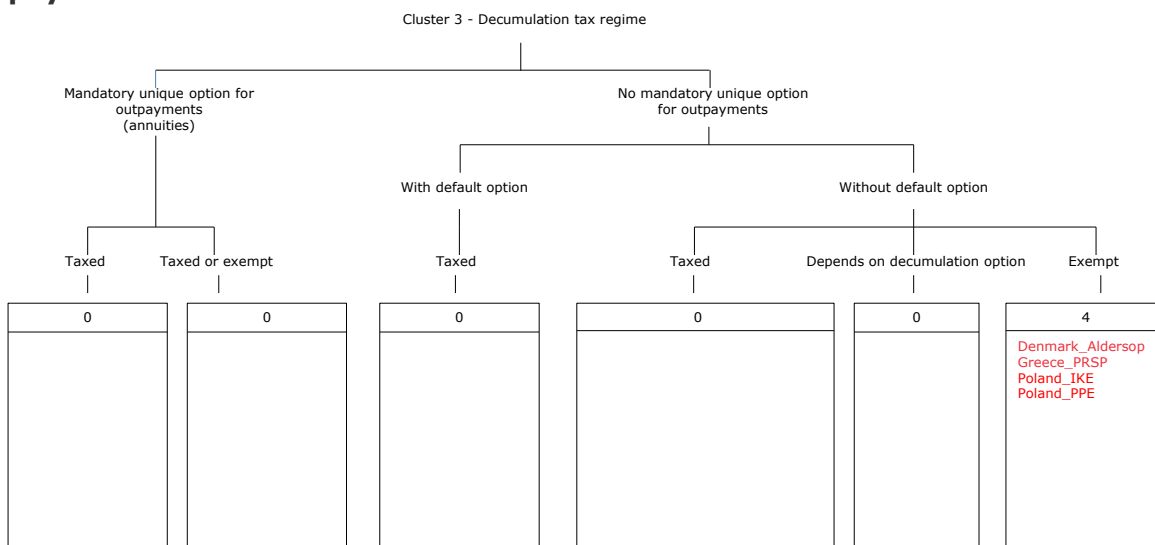 Cluster 3 - Decumulation tax regime
Mandatory unique option for
outpayments
(annuities)
No mandatory unique option
for outpayments
With default option
Without default option
Taxed
Taxed or exempt
Taxed
Taxed
Depends on decumulation option
Exempt
0
0
0
0
0
4
Denmark_Aldersop
Greece_PRSP
Poland_IKE
Poland_PPE